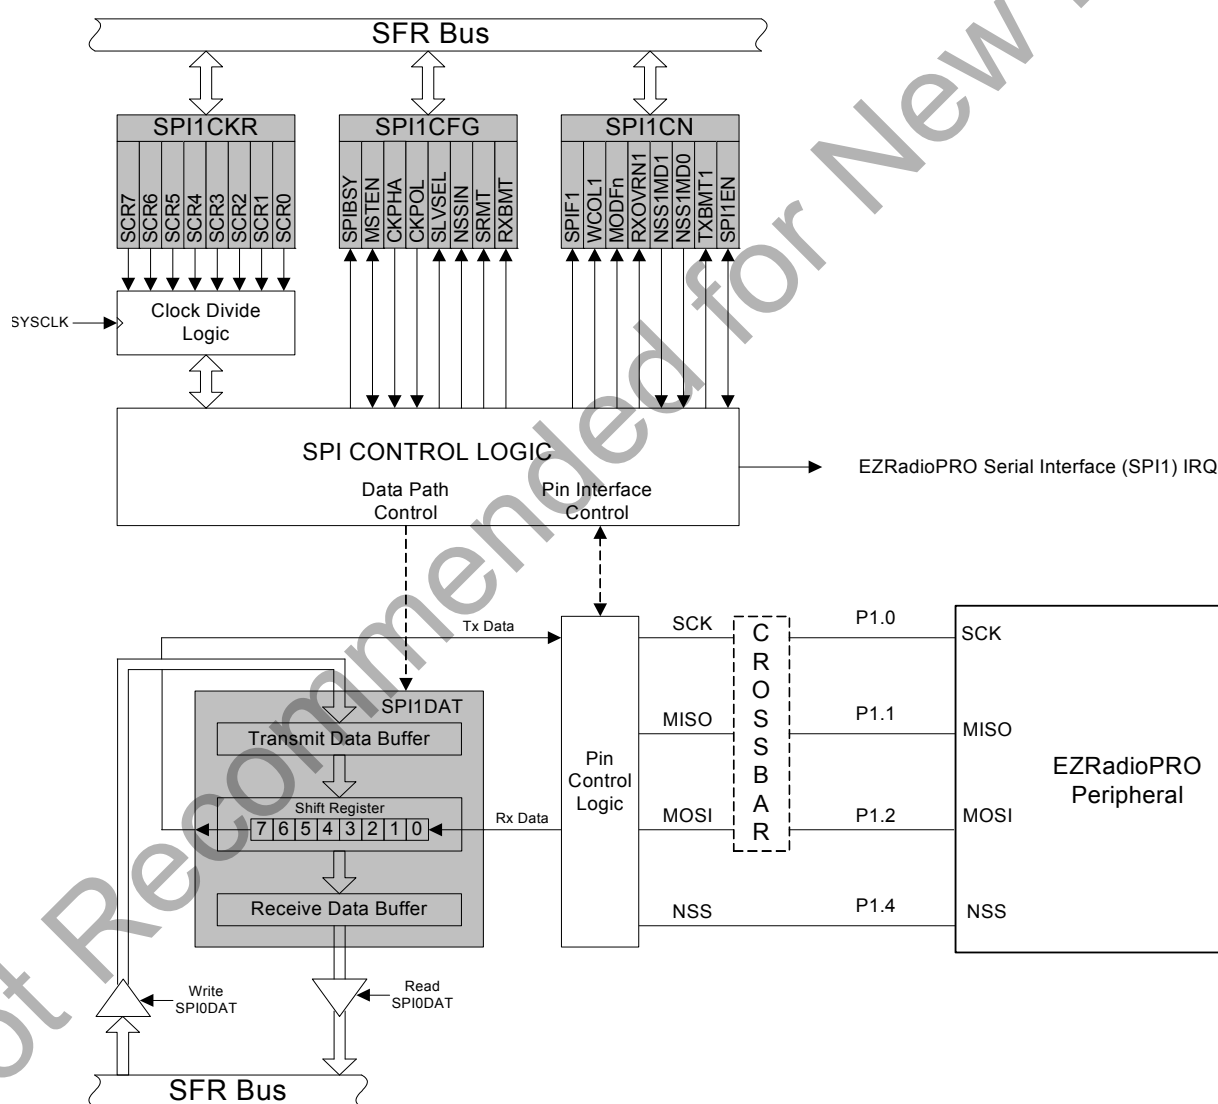 SFR Bus
SPI1CKR
SCR7
SCR6
SCR5
SCR4
SCR3
SCR2
SCR1
SCR0
SPI1CFG
SPIBSY
MSTEN
CKPHA
CKPOL
SLVSEL
NSSIN
SRMT
RXBMT
SPI1CN
SPIF1
WCOL1
MODFn
RXOVRN1
NSS1MD1
NSS1MD0
TXBMT1
SPI1EN
SYSCLK
Clock Divide
Logic
SPI CONTROL LOGIC
Data Path
Control
Pin Interface
Control
EZRadioPRO Serial Interface (SPI1) IRQ
Tx Data
SPI1DAT
Transmit Data Buffer
Shift Register
7 6 5 4 3 2 1 0
Rx Data
Receive Data Buffer
Pin
Control
Logic
SCK
MISO
MOSI
NSS
CROSSBAR
P1.0
P1.1
P1.2
P1.4
SCK
MISO
MOSI
NSS
EZRadioPRO
Peripheral
Write
SPI0DAT
Read
SPI0DAT
SFR Bus
Recommended for New